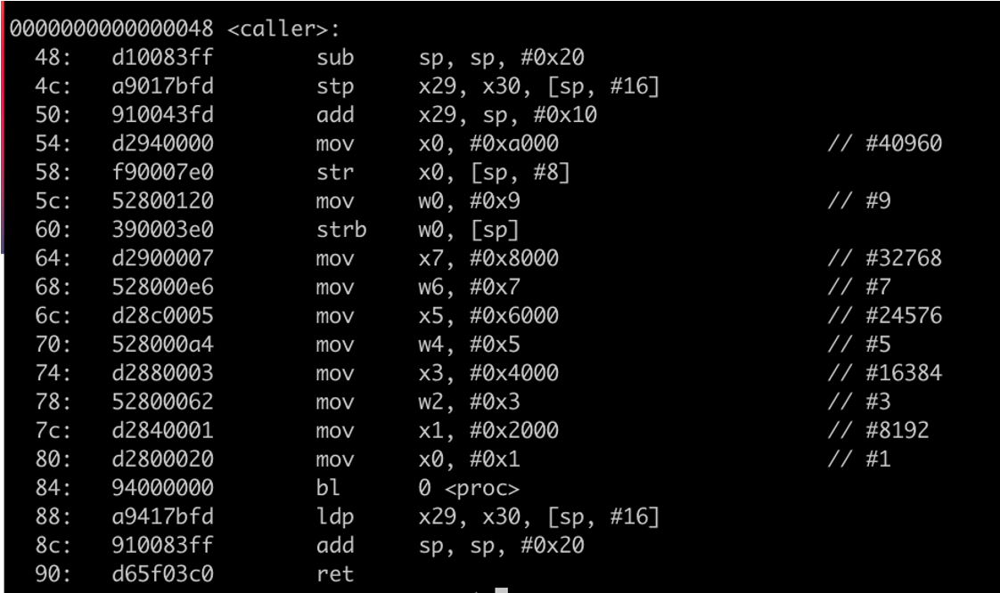 0000000000000048 <caller>:
48: d10083ff sub sp, sp, #0x20
4c: a9017bfd stp x29, x30, [sp, #16]
50: 910043fd add x29, sp, #0x10
54: d2940000 mov x0, #0xa000 // #40960
58: f90007e0 str x0, [sp, #8]
5c: 52800120 mov w0, #0x9 // #9
60: 390003e0 strb w0, [sp]
64: d2900007 mov x7, #0x8000 // #32768
68: 528000e6 mov w6, #0x7 // #7
6c: d28c0005 mov x5, #0x6000 // #24576
70: 528000a4 mov w4, #0x5 // #5
74: d2880003 mov x3, #0x4000 // #16384
78: 52800062 mov w2, #0x3 // #3
7c: d2840001 mov x1, #0x2000 // #8192
80: d2800020 mov x0, #0x1 // #1
84: 94000000 bl 0 <proc>
88: a9417bfd ldp x29, x30, [sp, #16]
8c: 910083ff add sp, sp, #0x20
90: d65f03c0 ret